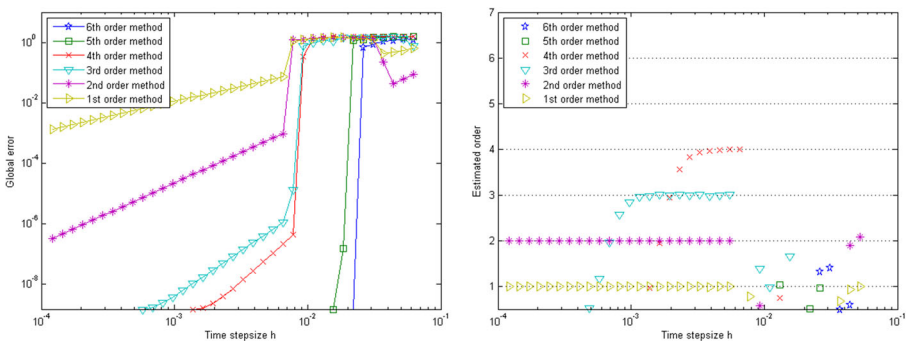 10^0
10^-2
10^-4
10^-6
10^-8
Global error
6th order method
5th order method
4th order method
3rd order method
2nd order method
1st order method
10^-4
10^-3
10^-2
10^-1
Time stepsize h
7
6
5
4
3
2
1
Estimated order
6th order method
5th order method
4th order method
3rd order method
2nd order method
1st order method
10^-4
10^-3
10^-2
10^-1
Time stepsize h